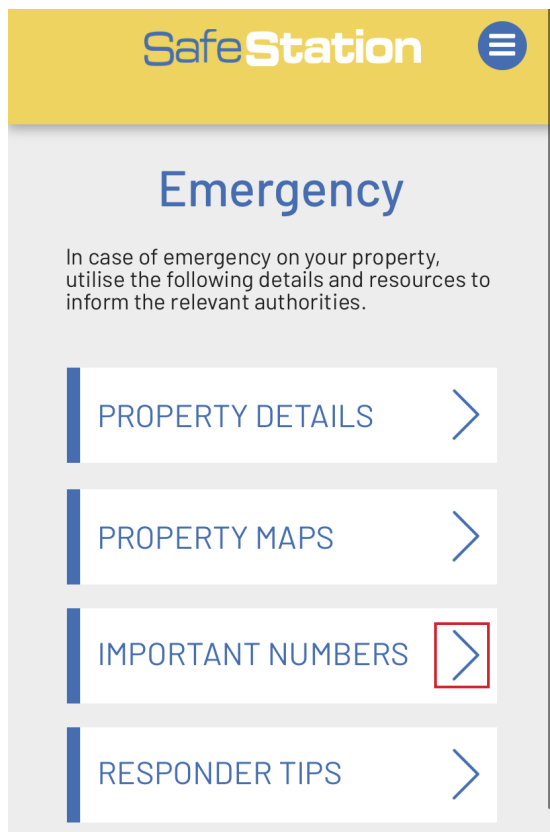 SafeStation
Emergency
In case of emergency on your property,
utilise the following details and resources to
inform the relevant authorities.
PROPERTY DETAILS
PROPERTY MAPS
IMPORTANT NUMBERS
RESPONDER TIPS